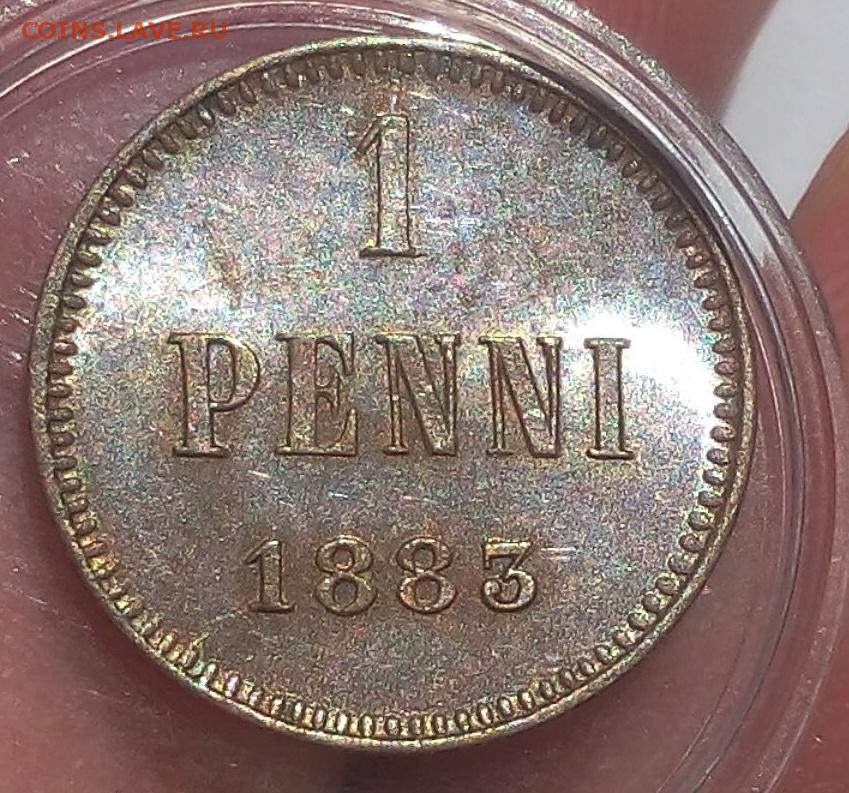 COINS.LAVE.RU
1
PENNI
1883